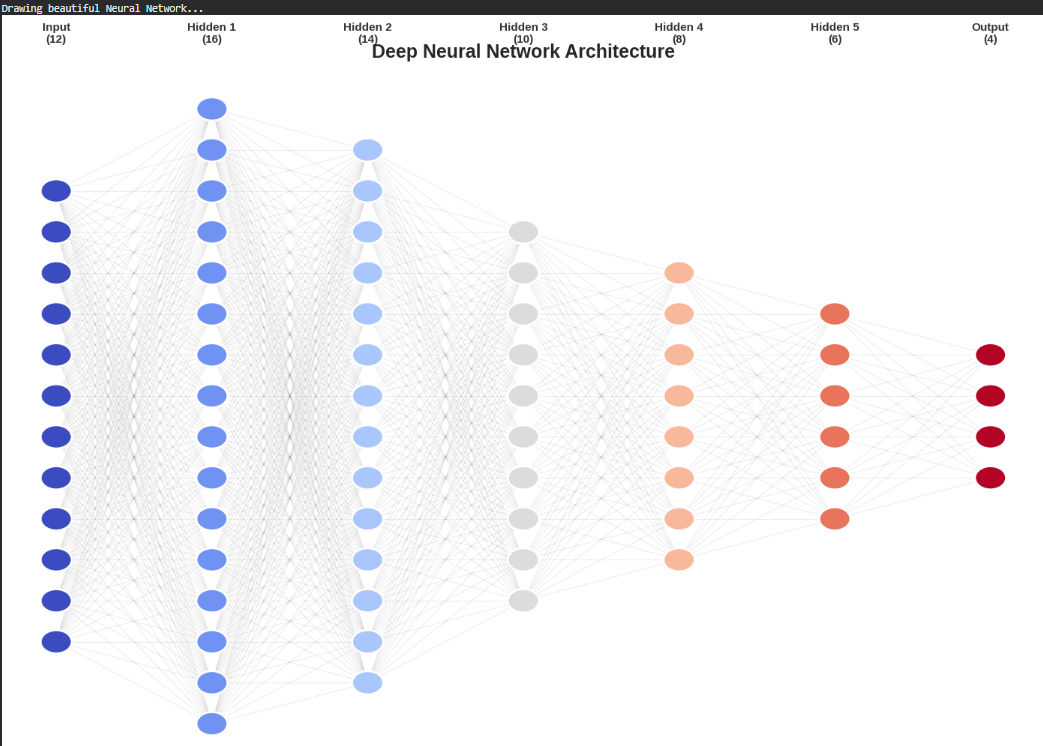 Drawing beautiful Neural Network...
Input Hidden 1 Hidden 2 Hidden 3 Hidden 4 Hidden 5 Output
(12) (16) (14) (10) (8) (6) (4)
Deep Neural Network Architecture